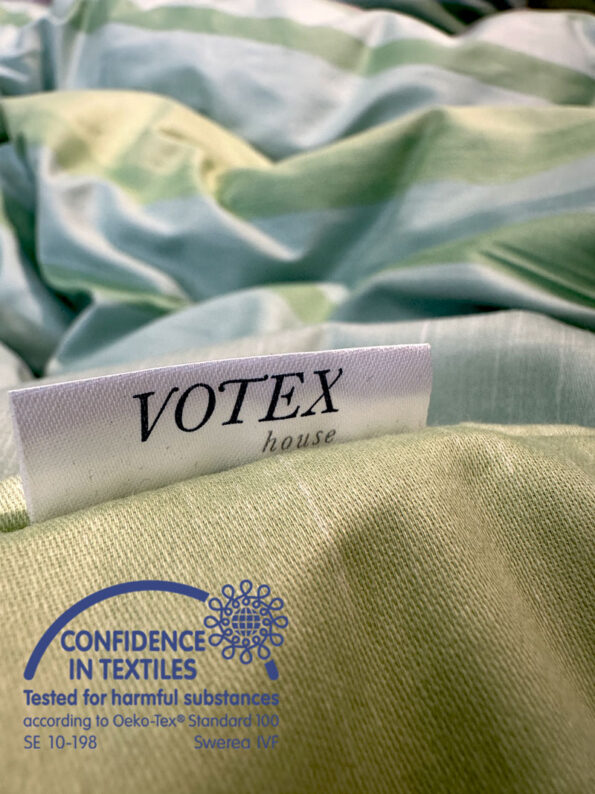 VOTEX
house
CONFIDENCE
IN TEXTILES
Tested for harmful substances
according to Oeko-Tex® Standard 100
SE 10-198 Swerea IVF